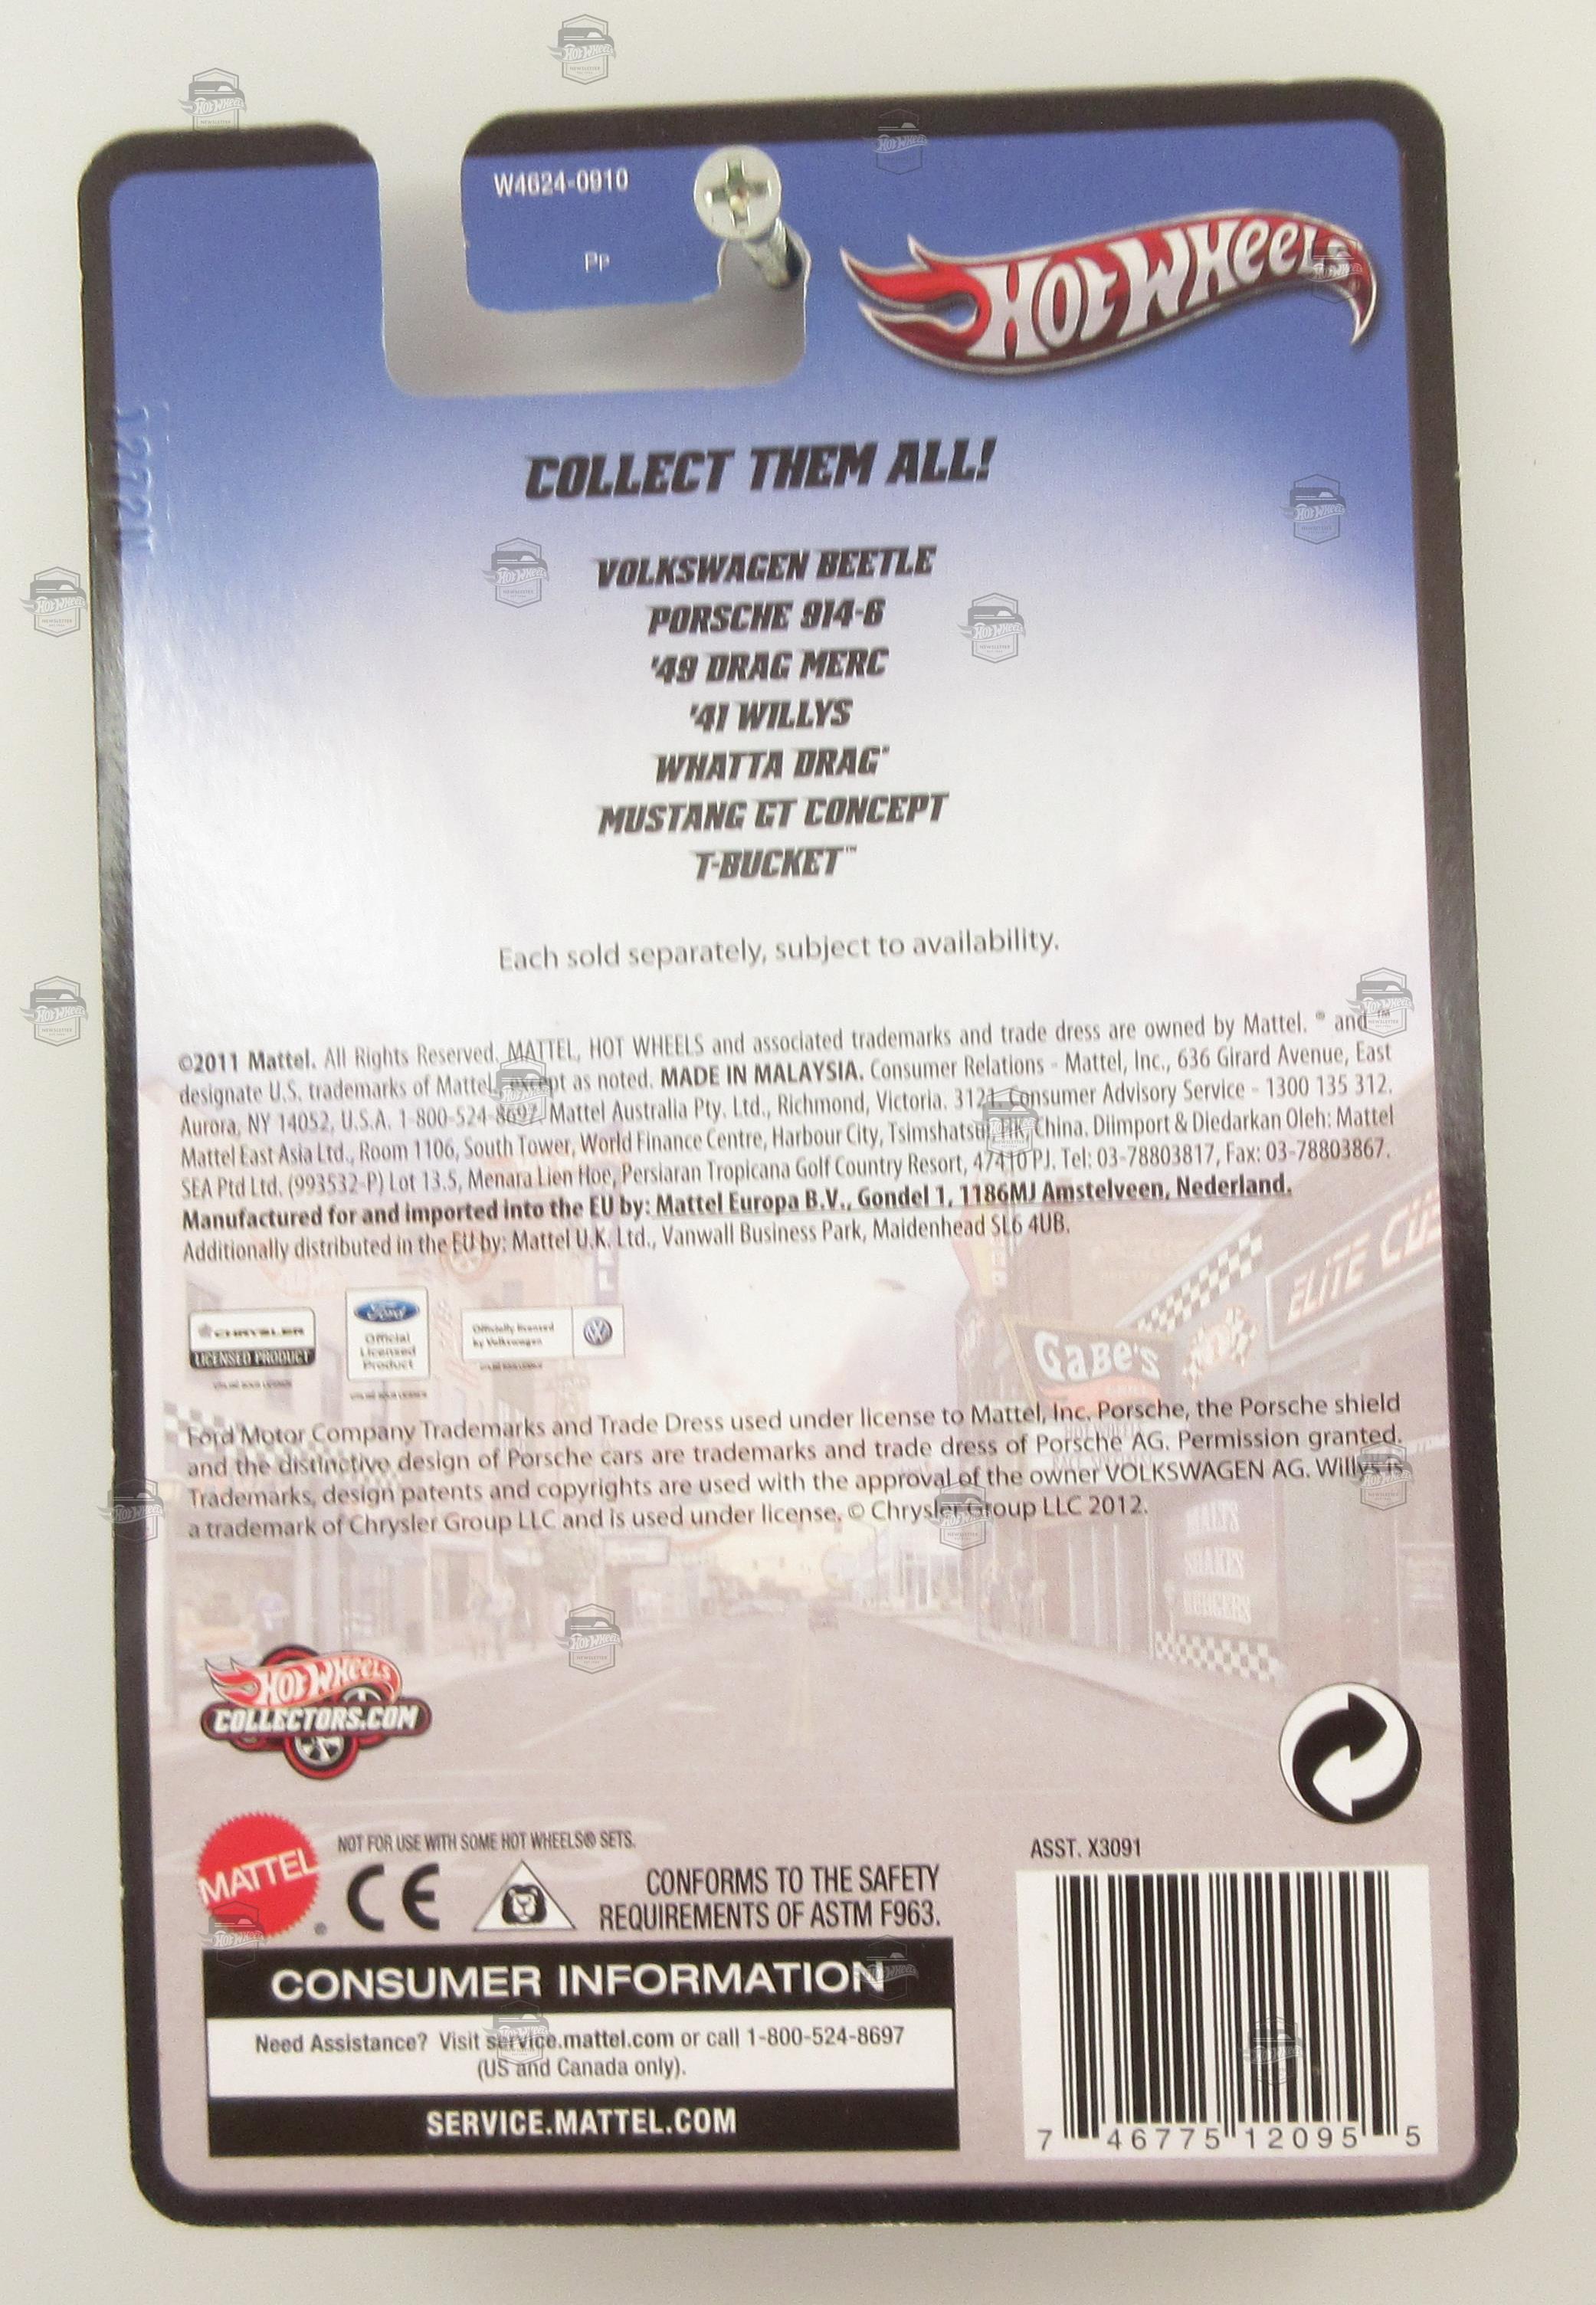 W4624-0910
Pp
HOT WHEELS
COLLECT THEM ALL!
VOLKSWAGEN BEETLE
PORSCHE 914-6
'49 DRAG MERC
'41 WILLYS
WHATTA DRAG®
MUSTANG GT CONCEPT
T-BUCKET™
Each sold separately, subject to availability.
©2011 Mattel. All Rights Reserved. MATTEL, HOT WHEELS and associated trademarks and trade dress are owned by Mattel. ® and ™
designate U.S. trademarks of Mattel, except as noted. MADE IN MALAYSIA. Consumer Relations - Mattel, Inc., 636 Girard Avenue, East
Aurora, NY 14052, U.S.A. 1-800-524-8697. Mattel Australia Pty. Ltd., Richmond, Victoria. 3121. Consumer Advisory Service - 1300 135 312.
Mattel East Asia Ltd., Room 1106, South Tower, World Finance Centre, Harbour City, Tsimshatsui, HK, China. Diimport & Diedarkan Oleh: Mattel
SEA Ptd Ltd. (993532-P) Lot 13.5, Menara Lien Hoe, Persiaran Tropicana Golf Country Resort, 47410 PJ. Tel: 03-78803817, Fax: 03-78803867.
Manufactured for and imported into the EU by: Mattel Europa B.V., Gondel 1, 1186MJ Amstelveen, Nederland.
Additionally distributed in the EU by: Mattel U.K. Ltd., Vanwall Business Park, Maidenhead SL6 4UB.
ELITE CUS
GABE'S
CHRYSLER
LICENSED PRODUCT
Ford
Official
Licensed
Product
Officially licensed
by Volkswagen
Ford Motor Company Trademarks and Trade Dress used under license to Mattel, Inc. Porsche, the Porsche shield
and the distinctive design of Porsche cars are trademarks and trade dress of Porsche AG. Permission granted.
Trademarks, design patents and copyrights are used with the approval of the owner VOLKSWAGEN AG. Willys is
a trademark of Chrysler Group LLC and is used under license. © Chrysler Group LLC 2012.
MALTS
SHAKES
BURGERS
HOT WHEELS
COLLECTORS.COM
MATTEL
NOT FOR USE WITH SOME HOT WHEELS® SETS.
CE
CONFORMS TO THE SAFETY
REQUIREMENTS OF ASTM F963.
CONSUMER INFORMATION
Need Assistance? Visit service.mattel.com or call 1-800-524-8697
(US and Canada only).
SERVICE.MATTEL.COM
ASST. X3091
7 46775 12095 5